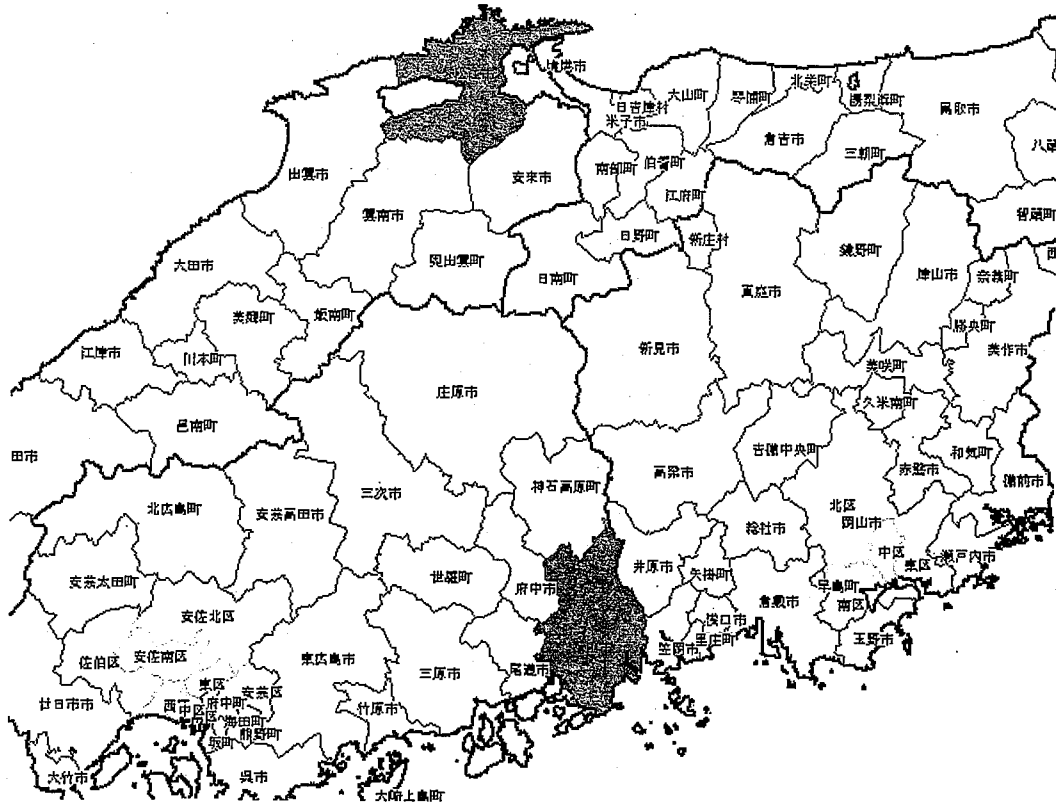 境港市
北栄町
大山町
琴浦町
湯梨浜町
鳥取市
日吉津村
米子市
倉吉市
三朝町
八頭
出雲市
安来市
南部町
伯耆町
江府町
智頭町
雲南市
日野町
新庄村
鏡野町
津山市
奈義町
西
大田市
奥出雲町
日南町
真庭市
美郷町
飯南町
勝央町
江津市
川本町
新見市
美作市
美咲町
庄原市
久米南町
邑南町
田市
吉備中央町
和気町
高梁市
赤磐市
備前市
神石高原町
三次市
北広島町
安芸高田市
北区
総社市
岡山市
中区
瀬戸内市
東区
安芸太田町
世羅町
府中市
井原市
矢掛町
早島町
倉敷市
南区
安佐北区
浅口市
里庄町
玉野市
佐伯区
安佐南区
東広島市
三原市
尾道市
笠岡市
東区
安芸区
廿日市市
西
中区
府中町
竹原市
海田町
熊野町
坂町
大竹市
呉市
大崎上島町